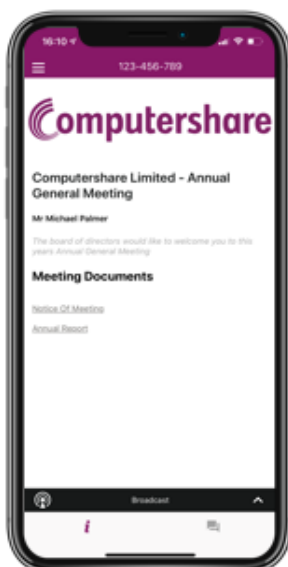 16:10
123-456-789
Computershare
Computershare Limited - Annual
General Meeting
Mr Michael Palmer
The board of directors would like to welcome you to this
years Annual General Meeting
Meeting Documents
Notice Of Meeting
Annual Report
Broadcast
i